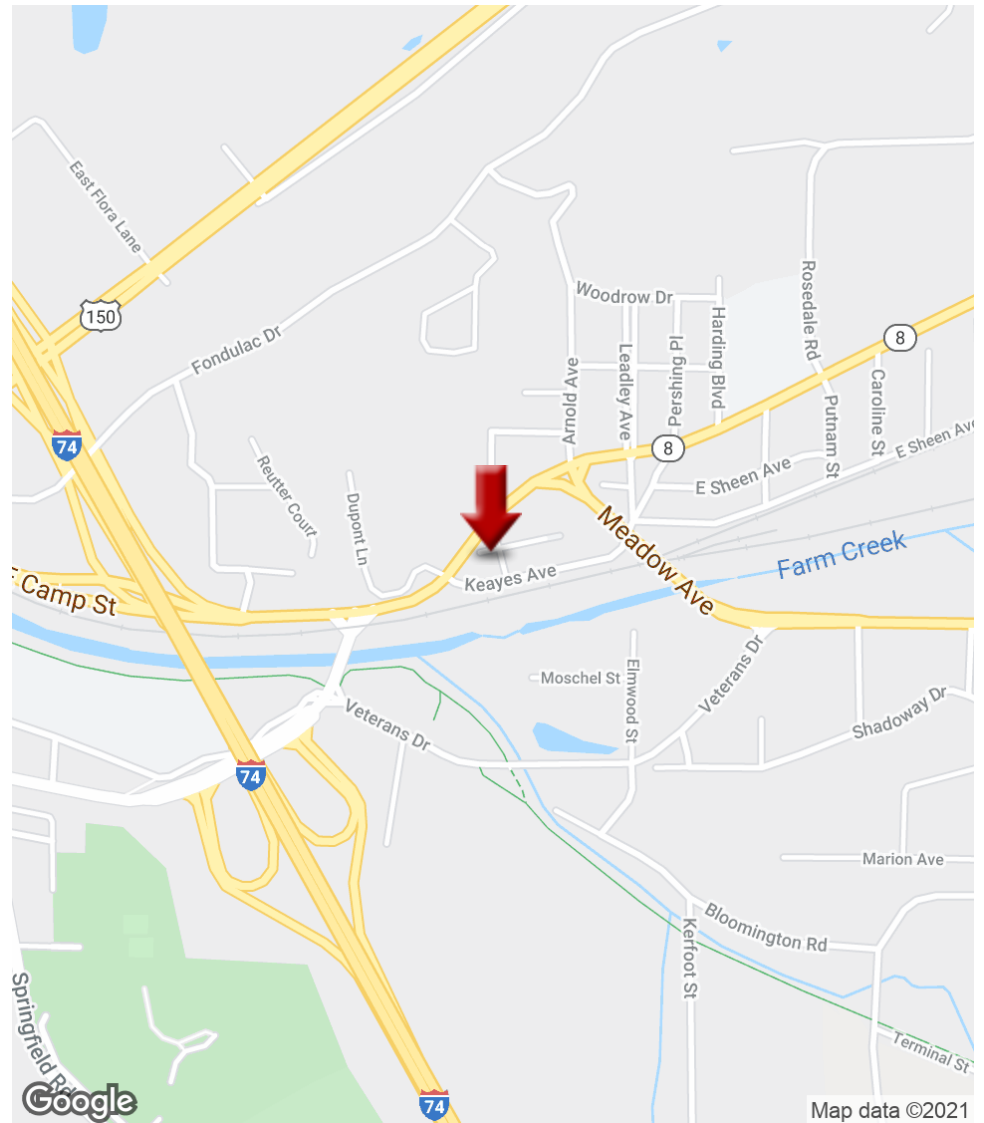 East Flora Lane
150
Fondulac Dr
74
Reutter Court
Dupont Ln
Woodrow Dr
Arnold Ave
Leadley Ave
Pershing Pl
Harding Blvd
Rosedale Rd
8
Putnam St
Caroline St
8
E Sheen Ave
E Sheen Ave
Meadow Ave
Farm Creek
Keayes Ave
Camp St
Moschel St
Elmwood St
Veterans Dr
Veterans Dr
Shadoway Dr
74
Marion Ave
Bloomington Rd
Kerfoot St
Terminal St
Springfield Rd
74
Google
Map data ©2021